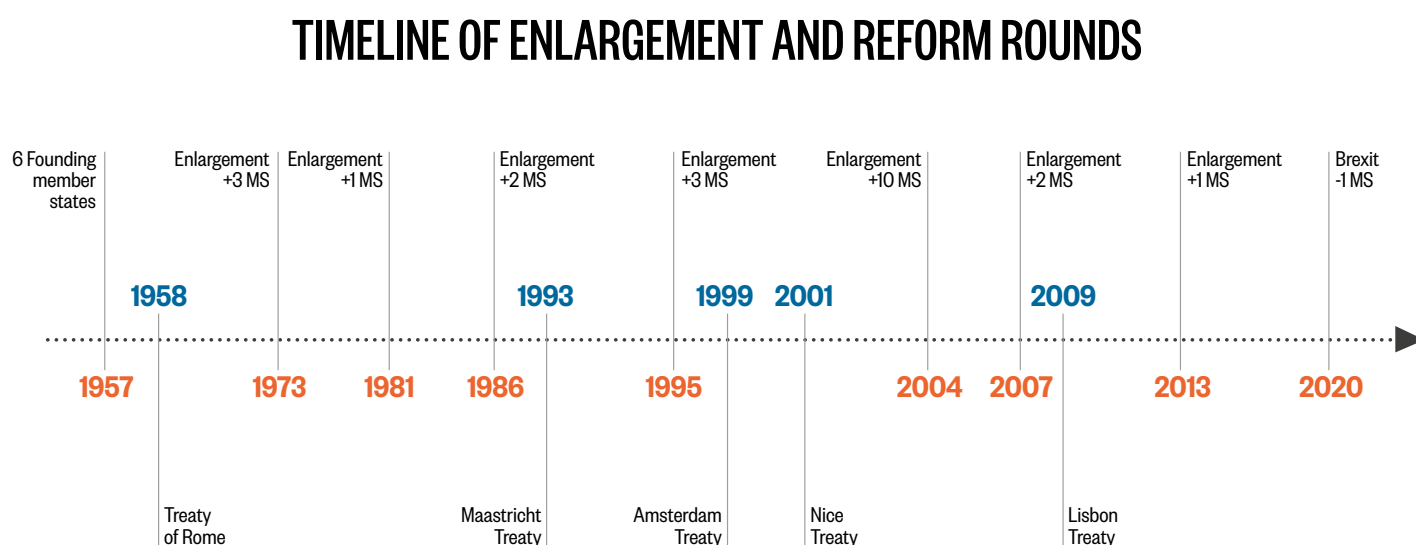 TIMELINE OF ENLARGEMENT AND REFORM ROUNDS
6 Founding
member
states
Enlargement
+3 MS
Enlargement
+1 MS
Enlargement
+2 MS
Enlargement
+3 MS
Enlargement
+10 MS
Enlargement
+2 MS
Enlargement
+1 MS
Brexit
-1 MS
1958
1993
1999
2001
2009
1957
1973
1981
1986
1995
2004
2007
2013
2020
Treaty
of Rome
Maastricht
Treaty
Amsterdam
Treaty
Nice
Treaty
Lisbon
Treaty